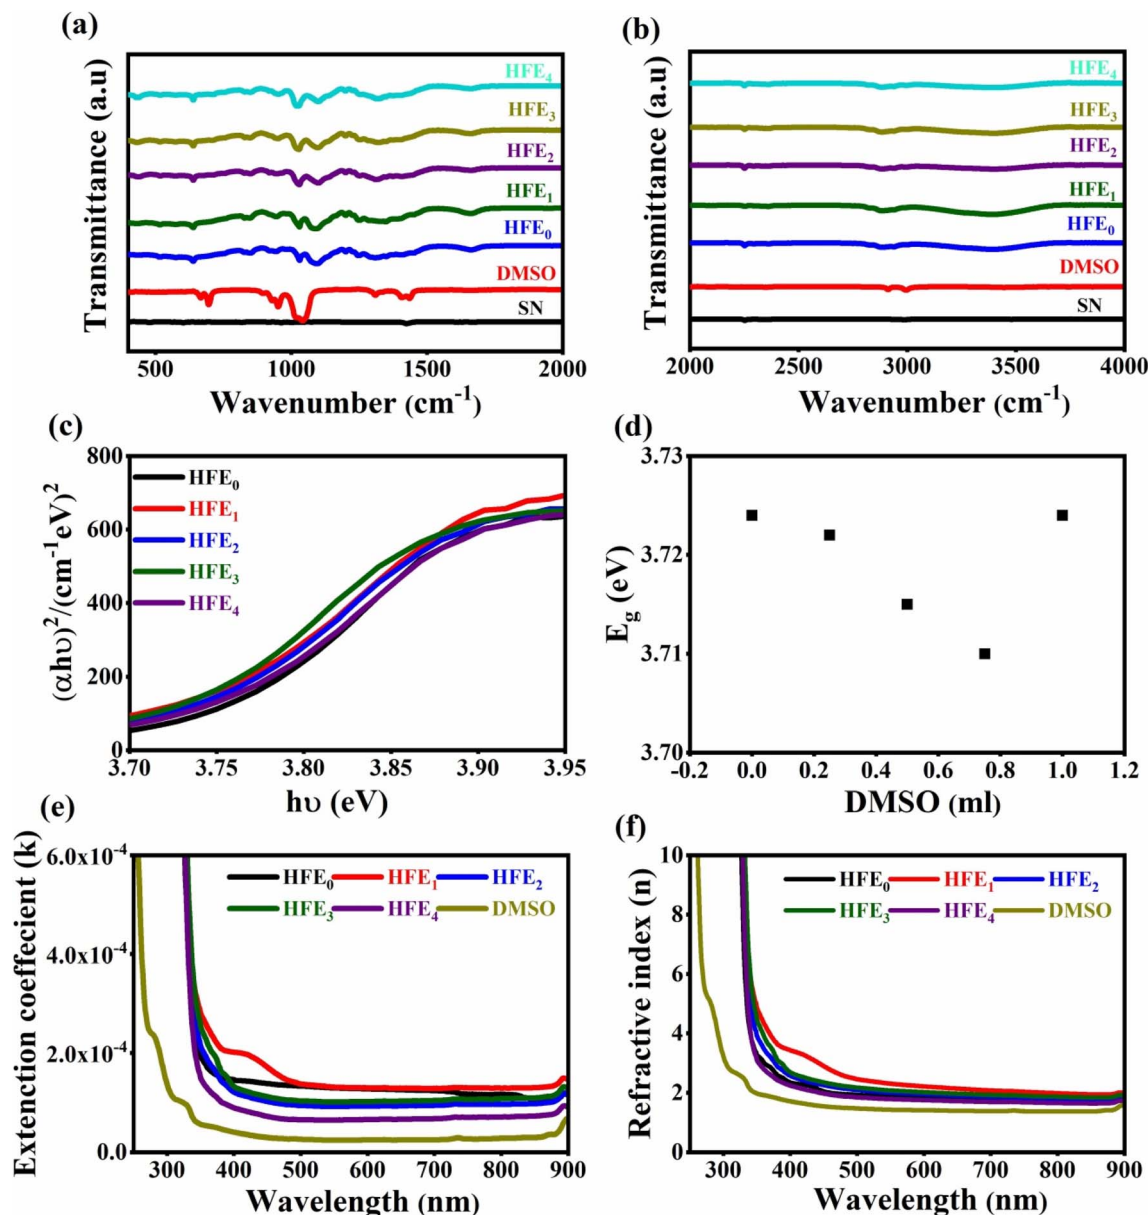 (a)
Transmittance (a.u)
HFE4
HFE3
HFE2
HFE1
HFE0
DMSO
SN
500 1000 1500 2000
Wavenumber (cm-1)
(b)
Transmittance (a.u
HFE4
HFE3
HFE2
HFE1
HFE0
DMSO
SN
2000 2500 3000 3500 4000
Wavenumber (cm-1)
(c)
(αhυ)2/(cm-1eV)2
800
600
400
200
0
HFE0
HFE1
HFE2
HFE3
HFE4
3.70 3.75 3.80 3.85 3.90 3.95
hυ (eV)
(d)
Eg (eV)
3.73
3.72
3.71
3.70
-0.2 0.0 0.2 0.4 0.6 0.8 1.0 1.2
DMSO (ml)
(e)
Extenction coeffecient (k)
6.0x10-4
4.0x10-4
2.0x10-4
0.0
HFE0 HFE1 HFE2
HFE3 HFE4 DMSO
300 400 500 600 700 800 900
Wavelength (nm)
(f)
Refractive index (n)
10
8
6
4
2
0
HFE0 HFE1 HFE2
HFE3 HFE4 DMSO
300 400 500 600 700 800 900
Wavelength (nm)